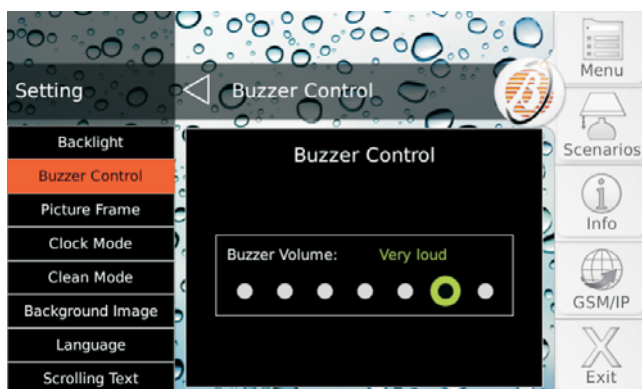 Setting
Buzzer Control
Backlight
Buzzer Control
Picture Frame
Clock Mode
Clean Mode
Background Image
Language
Scrolling Text
Buzzer Control
Buzzer Volume: Very loud
Menu
Scenarios
Info
GSM/IP
Exit